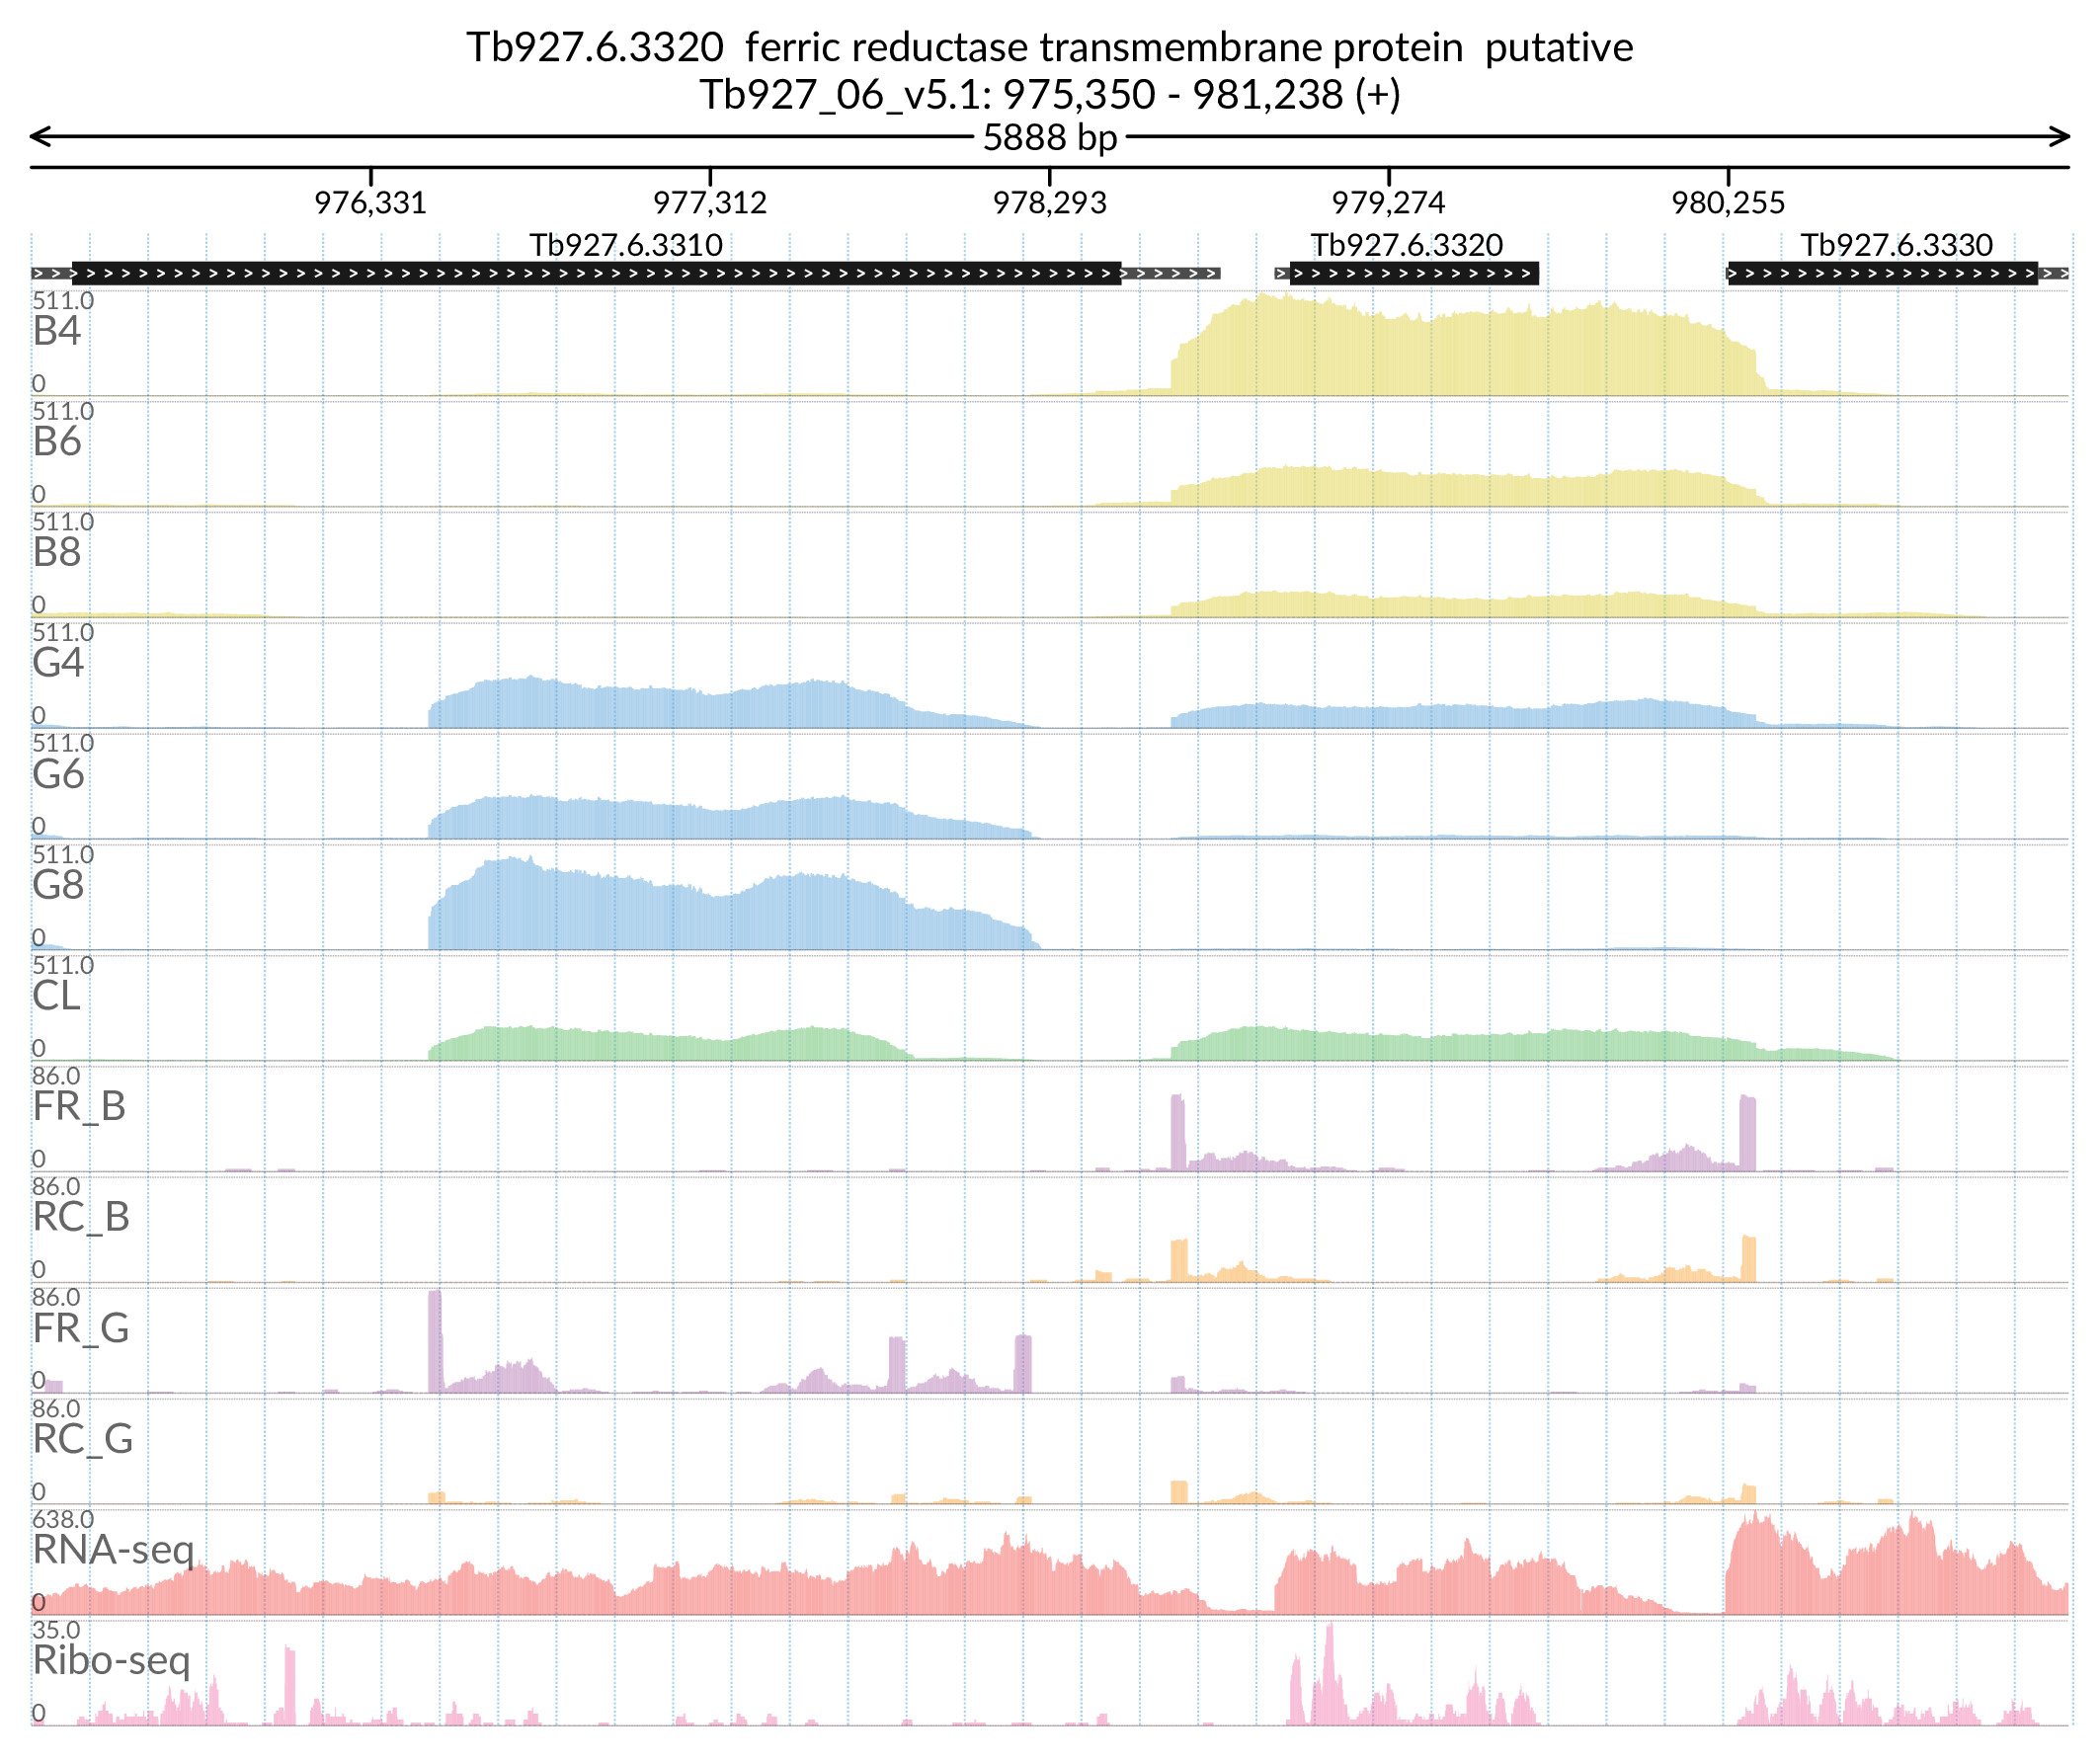 Tb927.6.3320  ferric reductase transmembrane protein  putative
Tb927_06_v5.1: 975,350 - 981,238 (+)
5888 bp
976,331 977,312 978,293 979,274 980,255
Tb927.6.3310 Tb927.6.3320 Tb927.6.3330
511.0
B4
0
511.0
B6
0
511.0
B8
0
511.0
G4
0
511.0
G6
0
511.0
G8
0
511.0
CL
0
86.0
FR_B
0
86.0
RC_B
0
86.0
FR_G
0
86.0
RC_G
0
638.0
RNA-seq
0
35.0
Ribo-seq
0